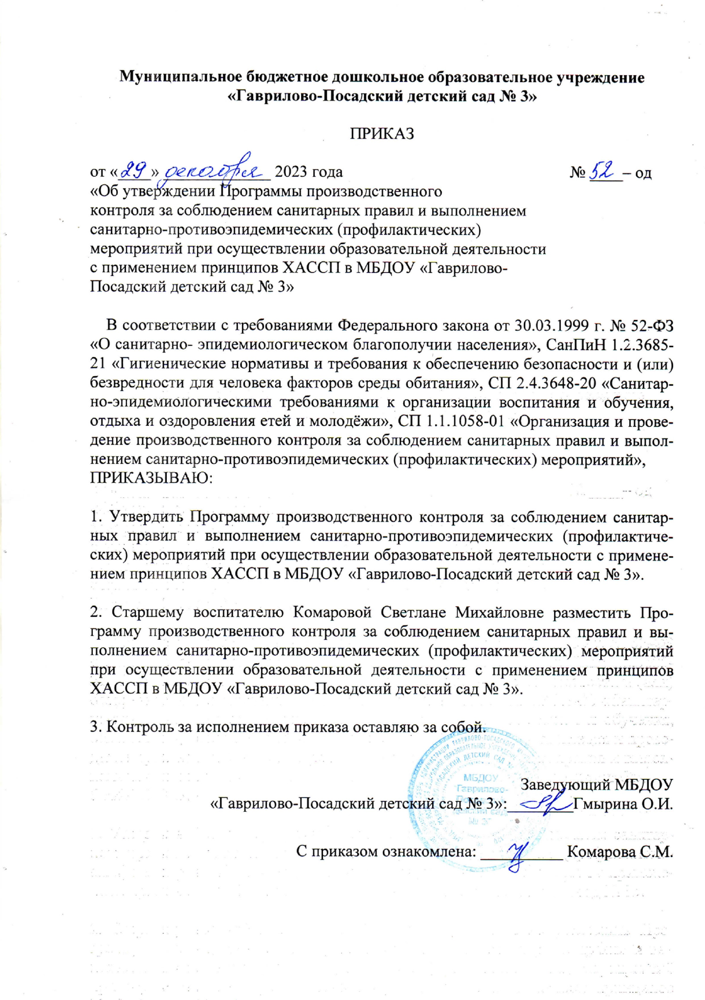 Муниципальное бюджетное дошкольное образовательное учреждение
«Гаврилово-Посадский детский сад № 3»
ПРИКАЗ
от «29» декабря 2023 года № 52 – од
«Об утверждении Программы производственного
контроля за соблюдением санитарных правил и выполнением
санитарно-противоэпидемических (профилактических)
мероприятий при осуществлении образовательной деятельности
с применением принципов ХАССП в МБДОУ «Гаврилово-
Посадский детский сад № 3»
В соответствии с требованиями Федерального закона от 30.03.1999 г. № 52-ФЗ
«О санитарно- эпидемиологическом благополучии населения», СанПиН 1.2.3685-
21 «Гигиенические нормативы и требования к обеспечению безопасности и (или)
безвредности для человека факторов среды обитания», СП 2.4.3648-20 «Санитар-
но-эпидемиологическими требованиями к организации воспитания и обучения,
отдыха и оздоровления етей и молодёжи», СП 1.1.1058-01 «Организация и прове-
дение производственного контроля за соблюдением санитарных правил и выпол-
нением санитарно-противоэпидемических (профилактических) мероприятий»,
ПРИКАЗЫВАЮ:
1. Утвердить Программу производственного контроля за соблюдением санитар-
ных правил и выполнением санитарно-противоэпидемических (профилактиче-
ских) мероприятий при осуществлении образовательной деятельности с примене-
нием принципов ХАССП в МБДОУ «Гаврилово-Посадский детский сад № 3».
2. Старшему воспитателю Комаровой Светлане Михайловне разместить Про-
грамму производственного контроля за соблюдением санитарных правил и вы-
полнением санитарно-противоэпидемических (профилактических) мероприятий
при осуществлении образовательной деятельности с применением принципов
ХАССП в МБДОУ «Гаврилово-Посадский детский сад № 3».
3. Контроль за исполнением приказа оставляю за собой.
МБДОУ
Гаврилово-
№ 3
Заведующий МБДОУ
«Гаврилово-Посадский детский сад № 3»:________Гмырина О.И.
С приказом ознакомлена: __________ Комарова С.М.